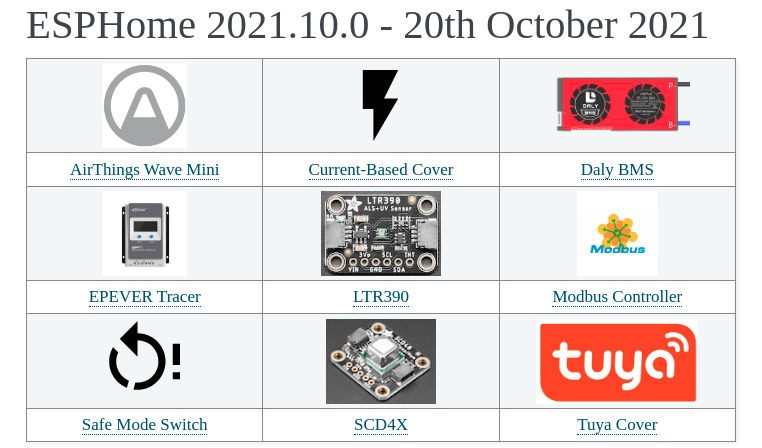 ESPHome 2021.10.0 - 20th October 2021
DALY
P-
B-
AirThings Wave Mini
Current-Based Cover
Daly BMS
LTR390
ALS+UV Sensor
3Vo SCL INT
VIN GND SDA
Modbus
EPEVER Tracer
LTR390
Modbus Controller
tuya
Safe Mode Switch
SCD4X
Tuya Cover